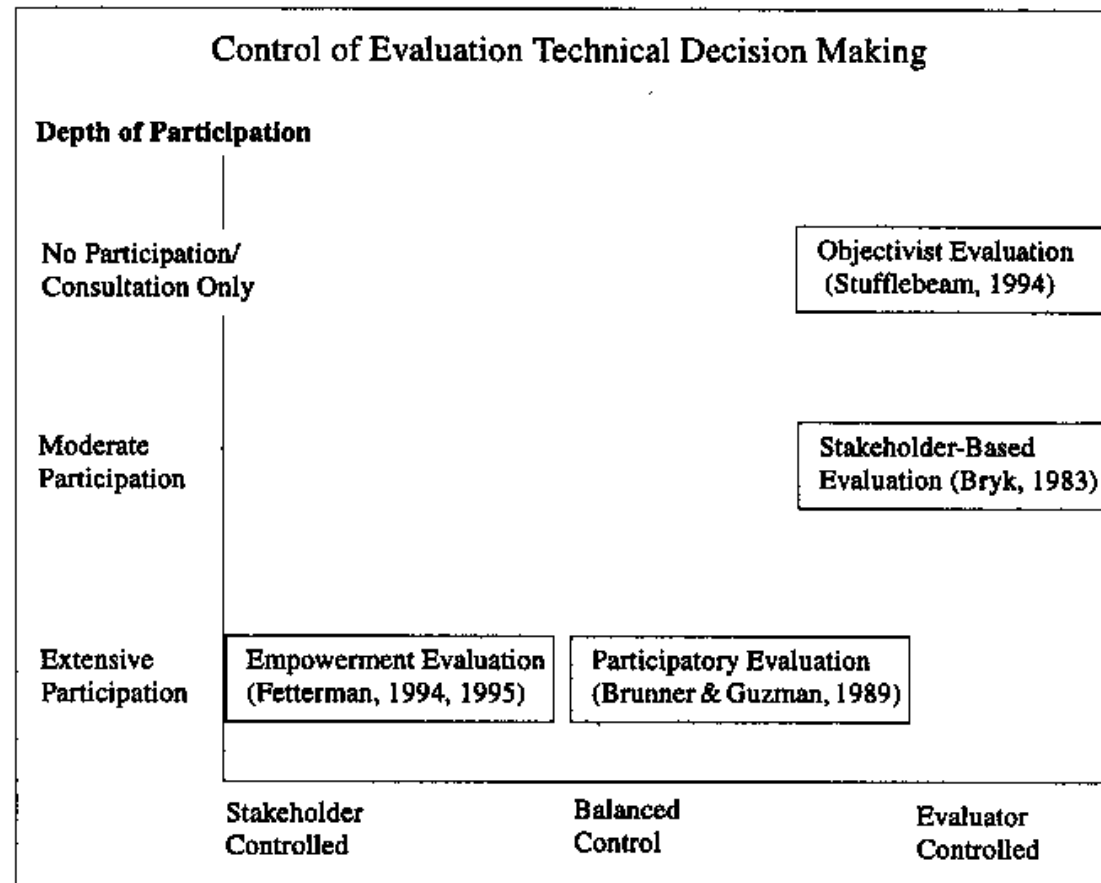 Control of Evaluation Technical Decision Making
Depth of Participation
No Participation/
Consultation Only
Objectivist Evaluation
(Stufflebeam, 1994)
Moderate
Participation
Stakeholder-Based
Evaluation (Bryk, 1983)
Extensive
Participation
Empowerment Evaluation
(Fetterman, 1994, 1995)
Participatory Evaluation
(Brunner & Guzman, 1989)
Stakeholder
Controlled
Balanced
Control
Evaluator
Controlled